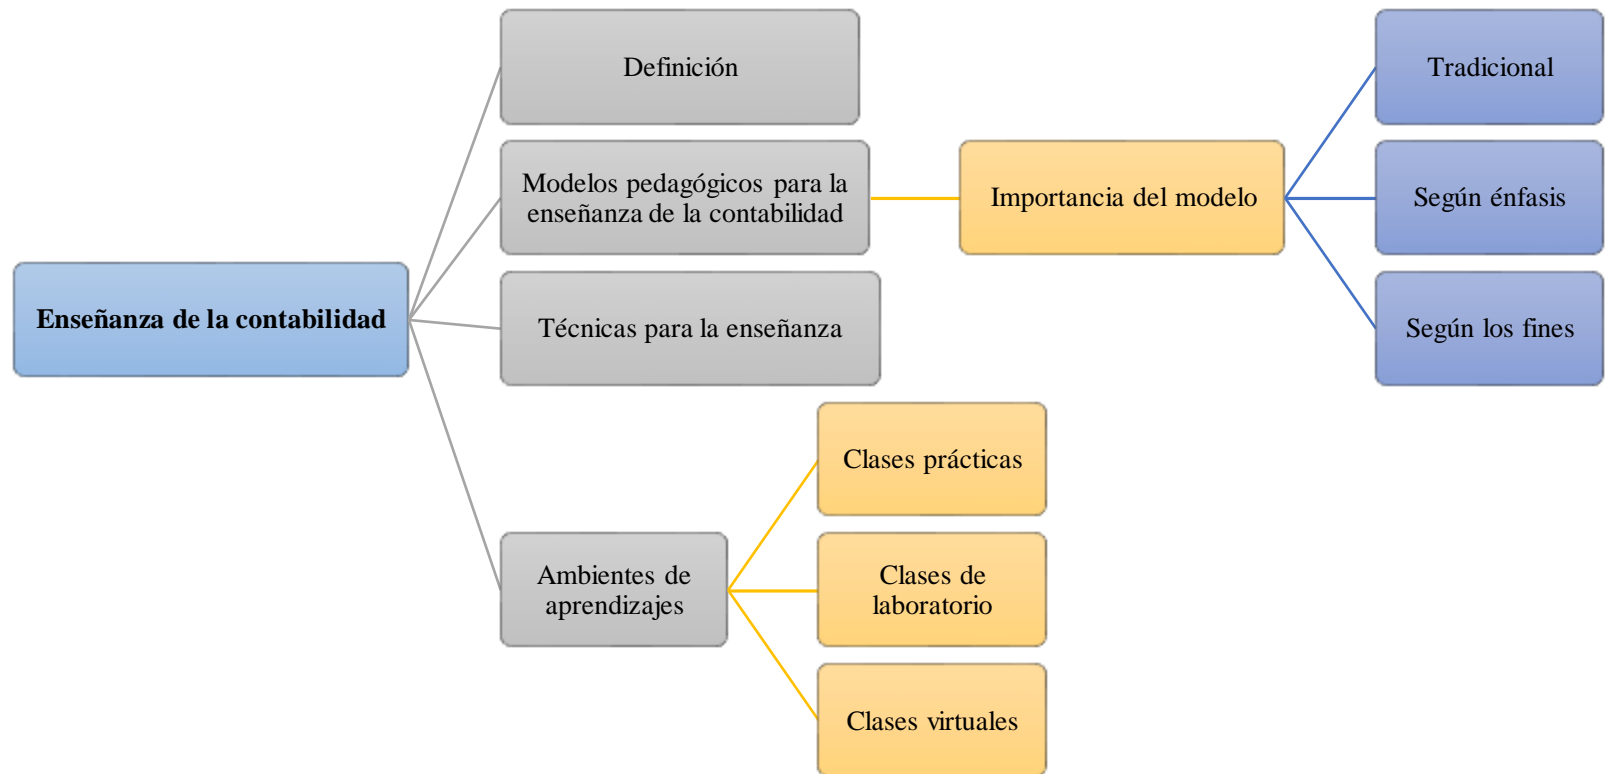 Enseñanza de la contabilidad
Definición
Modelos pedagógicos para la
enseñanza de la contabilidad
Importancia del modelo
Tradicional
Según énfasis
Según los fines
Técnicas para la enseñanza
Ambientes de
aprendizajes
Clases prácticas
Clases de
laboratorio
Clases virtuales